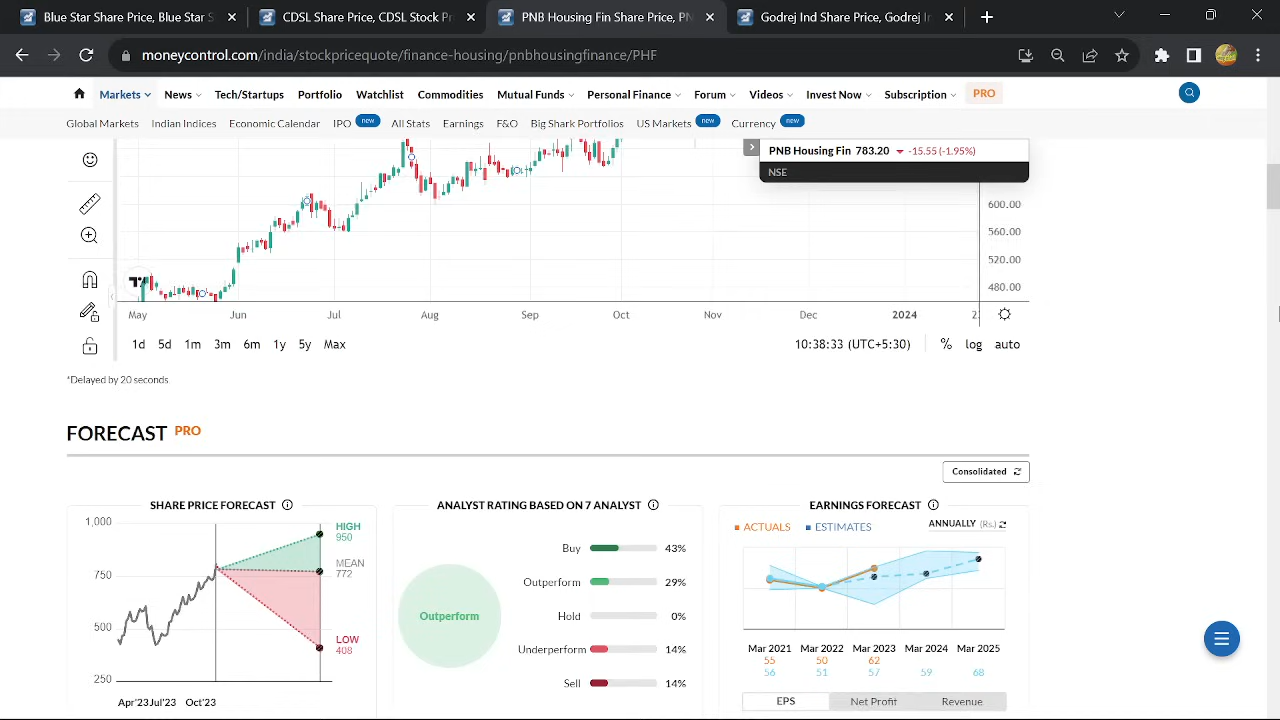 Blue Star Share Price, Blue S
CDSL Share Price, CDSL Stock Pri
PNB Housing Fin Share Price, PN
Godrej Ind Share Price, Godrej In
moneycontrol.com/india/stockpricequote/finance-housing/pnbhousingfinance/PHF
Markets News Tech/Startups Portfolio Watchlist Commodities Mutual Funds Personal Finance Forum Videos Invest Now Subscription PRO
Global Markets Indian Indices Economic Calendar IPO new All Stats Earnings F&O Big Shark Portfolios US Markets new Currency new
PNB Housing Fin 783.20 -15.55 (-1.95%)
NSE
600.00
560.00
520.00
480.00
May Jun Jul Aug Sep Oct Nov Dec 2024 2
1d 5d 1m 3m 6m 1y 5y Max 10:38:33 (UTC+5:30) % log auto
*Delayed by 20 seconds
FORECAST PRO
Consolidated
SHARE PRICE FORECAST
1,000
750
500
250
HIGH
950
MEAN
772
LOW
408
Apr'23 Jul'23 Oct'23
ANALYST RATING BASED ON 7 ANALYST
Outperform
Buy 43%
Outperform 29%
Hold 0%
Underperform 14%
Sell 14%
EARNINGS FORECAST
ACTUALS ESTIMATES ANNUALLY (Rs.)
Mar 2021 Mar 2022 Mar 2023 Mar 2024 Mar 2025
55 50 62
56 51 57 59 68
EPS Net Profit Revenue